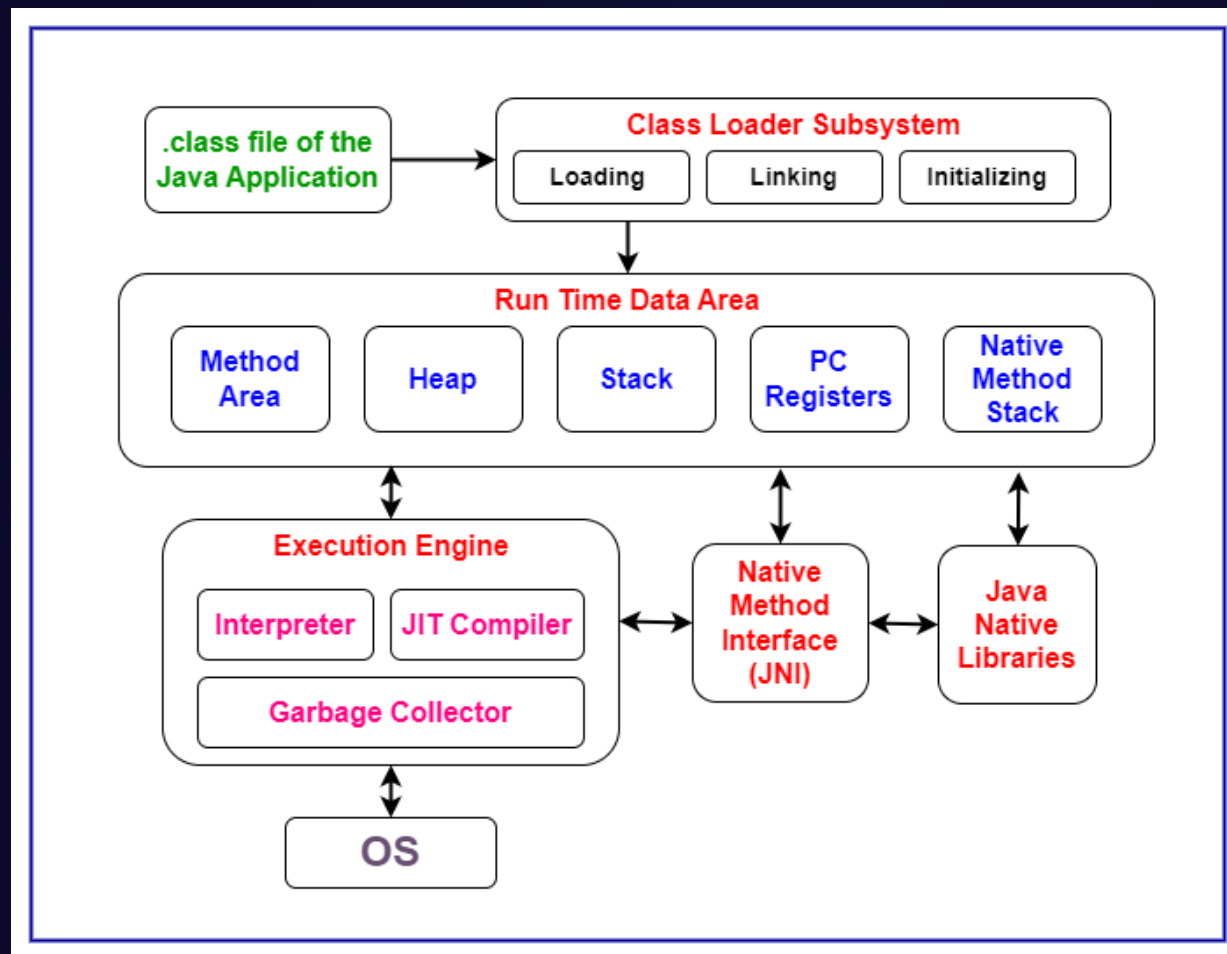 .class file of the
Java Application
Class Loader Subsystem
Loading
Linking
Initializing
Run Time Data Area
Method
Area
Heap
Stack
PC
Registers
Native
Method
Stack
Execution Engine
Interpreter
JIT Compiler
Garbage Collector
Native
Method
Interface
(JNI)
Java
Native
Libraries
OS